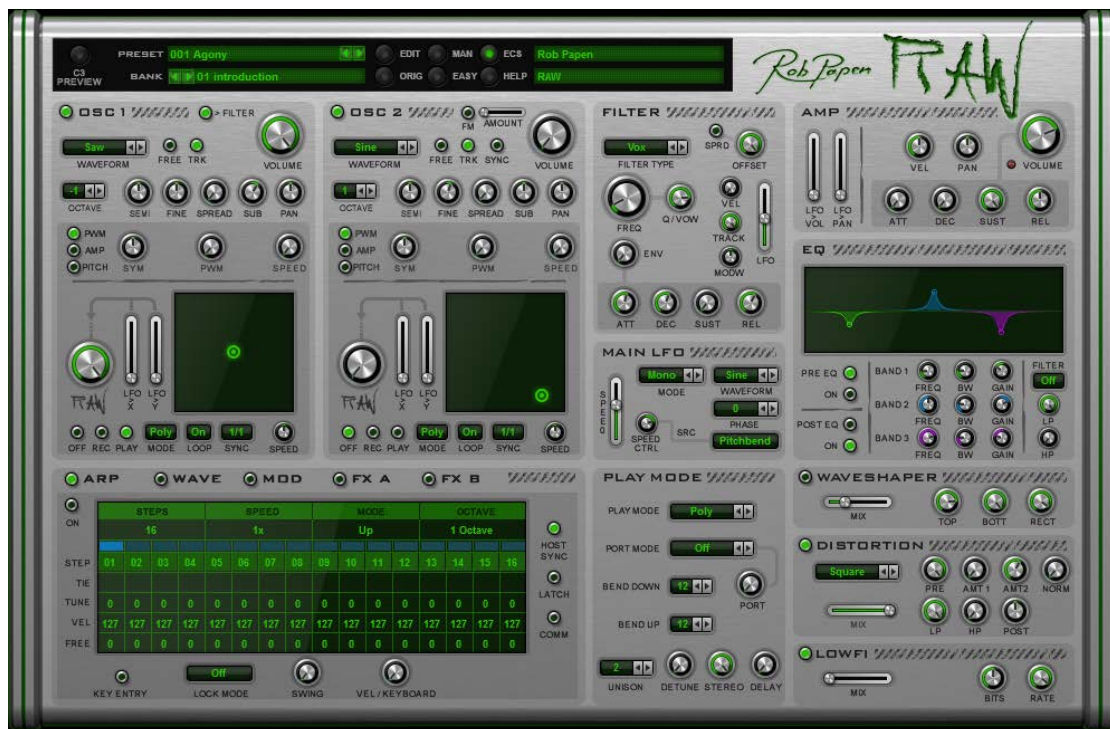 PRESET 001 Agony EDIT MAN ECS Rob Papen
C3 PREVIEW BANK 01 introduction ORIG EASY HELP RAW
Rob Papen RAW
OSC 1 > FILTER
Saw
WAVEFORM FREE TRK VOLUME
-1
OCTAVE SEMI FINE SPREAD SUB PAN
PWM
AMP
PITCH SYM PWM SPEED
RAW LFO > X LFO > Y
OFF REC PLAY Poly MODE On LOOP 1/1 SYNC SPEED
OSC 2 FM AMOUNT
Sine
WAVEFORM FREE TRK SYNC VOLUME
1
OCTAVE SEMI FINE SPREAD SUB PAN
PWM
AMP
PITCH SYM PWM SPEED
RAW LFO > X LFO > Y
OFF REC PLAY Poly MODE On LOOP 1/1 SYNC SPEED
FILTER
Vox SPRD
FILTER TYPE OFFSET
FREQ Q/VOW VEL
TRACK
ENV MODW LFO
ATT DEC SUST REL
MAIN LFO
SPEED Mono Sine
MODE WAVEFORM
0
PHASE
SPEED CTRL SRC Pitchbend
AMP
VEL PAN VOLUME
LFO > VOL LFO > PAN ATT DEC SUST REL
EQ
PRE EQ BAND 1 FREQ BW GAIN FILTER
ON Off
BAND 2 FREQ BW GAIN LP
POST EQ
ON BAND 3 FREQ BW GAIN HP
ARP WAVE MOD FX A FX B
ON STEPS SPEED MODE OCTAVE
16 1x Up 1 Octave
HOST SYNC
STEP 01 02 03 04 05 06 07 08 09 10 11 12 13 14 15 16
TIE LATCH
TUNE 0 0 0 0 0 0 0 0 0 0 0 0 0 0 0 0
VEL 127 127 127 127 127 127 127 127 127 127 127 127 127 127 127 127
COMM
FREE 0 0 0 0 0 0 0 0 0 0 0 0 0 0 0 0
Off
KEY ENTRY LOCK MODE SWING VEL/KEYBOARD
PLAY MODE
PLAY MODE Poly
PORT MODE Off
BEND DOWN 12 PORT
BEND UP 12
2
UNISON DETUNE STEREO DELAY
WAVESHAPER
MIX TOP BOTT RECT
DISTORTION
Square PRE AMT 1 AMT2 NORM
MIX LP HP POST
LOWFI
MIX BITS RATE